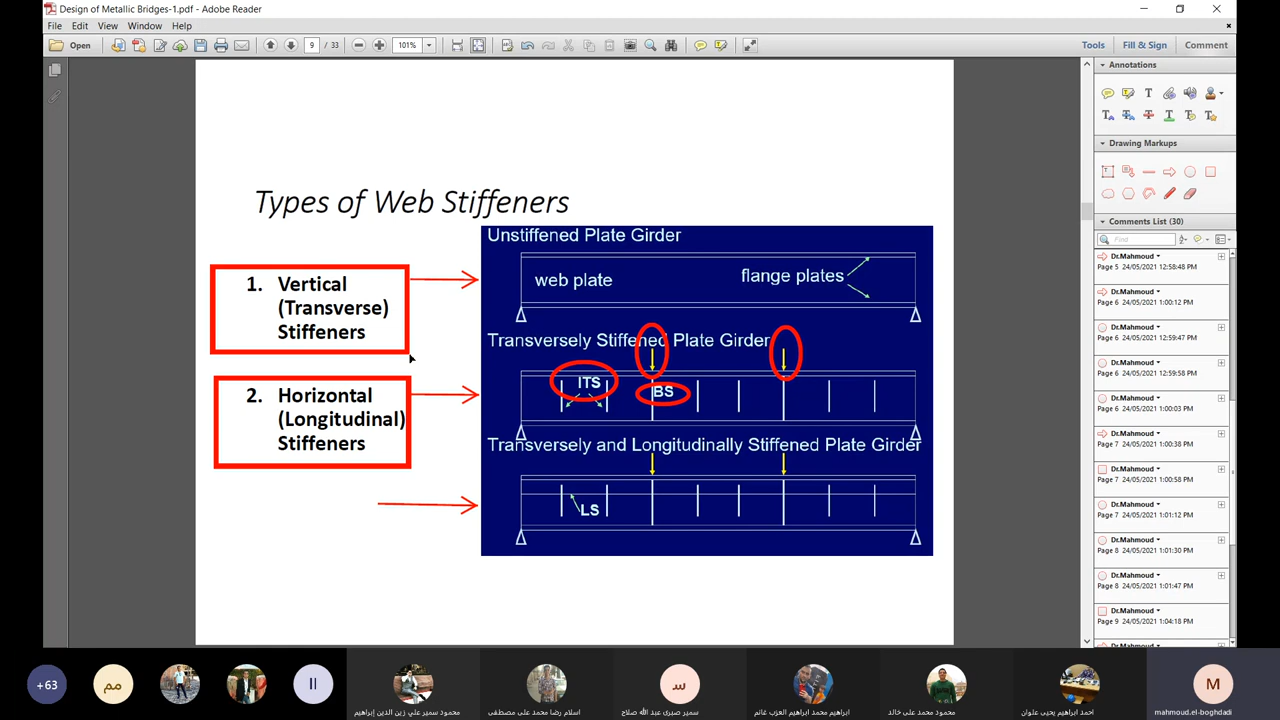 Design of Metallic Bridges-1.pdf - Adobe Reader
File Edit View Window Help
Open 9 / 33 101% Tools Fill & Sign Comment
Types of Web Stiffeners
1. Vertical
(Transverse)
Stiffeners
2. Horizontal
(Longitudinal)
Stiffeners
Unstiffened Plate Girder
web plate
flange plates
Transversely Stiffened Plate Girder
ITS
BS
Transversely and Longitudinally Stiffened Plate Girder
LS
Annotations
T
Drawing Markups
Comments List (30)
Find
Dr.Mahmoud
Page 5 24/05/2021 12:58:48 PM
Dr.Mahmoud
Page 6 24/05/2021 1:00:12 PM
Dr.Mahmoud
Page 6 24/05/2021 12:59:47 PM
Dr.Mahmoud
Page 6 24/05/2021 12:59:58 PM
Dr.Mahmoud
Page 6 24/05/2021 1:00:03 PM
Dr.Mahmoud
Page 7 24/05/2021 1:00:38 PM
Dr.Mahmoud
Page 7 24/05/2021 1:00:58 PM
Dr.Mahmoud
Page 7 24/05/2021 1:01:12 PM
Dr.Mahmoud
Page 8 24/05/2021 1:01:30 PM
Dr.Mahmoud
Page 8 24/05/2021 1:01:47 PM
Dr.Mahmoud
Page 9 24/05/2021 1:04:18 PM
Dr.Mahmoud
+63
مم
اا
س
M
محمود سمير علي زين الدين إبراهيم
اسلام رضا محمد على مصطفى
سمير صبرى عبد الله صلاح
ابراهيم محمد ابراهيم العزب غانم
محمود محمد على خالد
احمد ابراهيم يحيى علوان
mahmoud.el-boghdadi